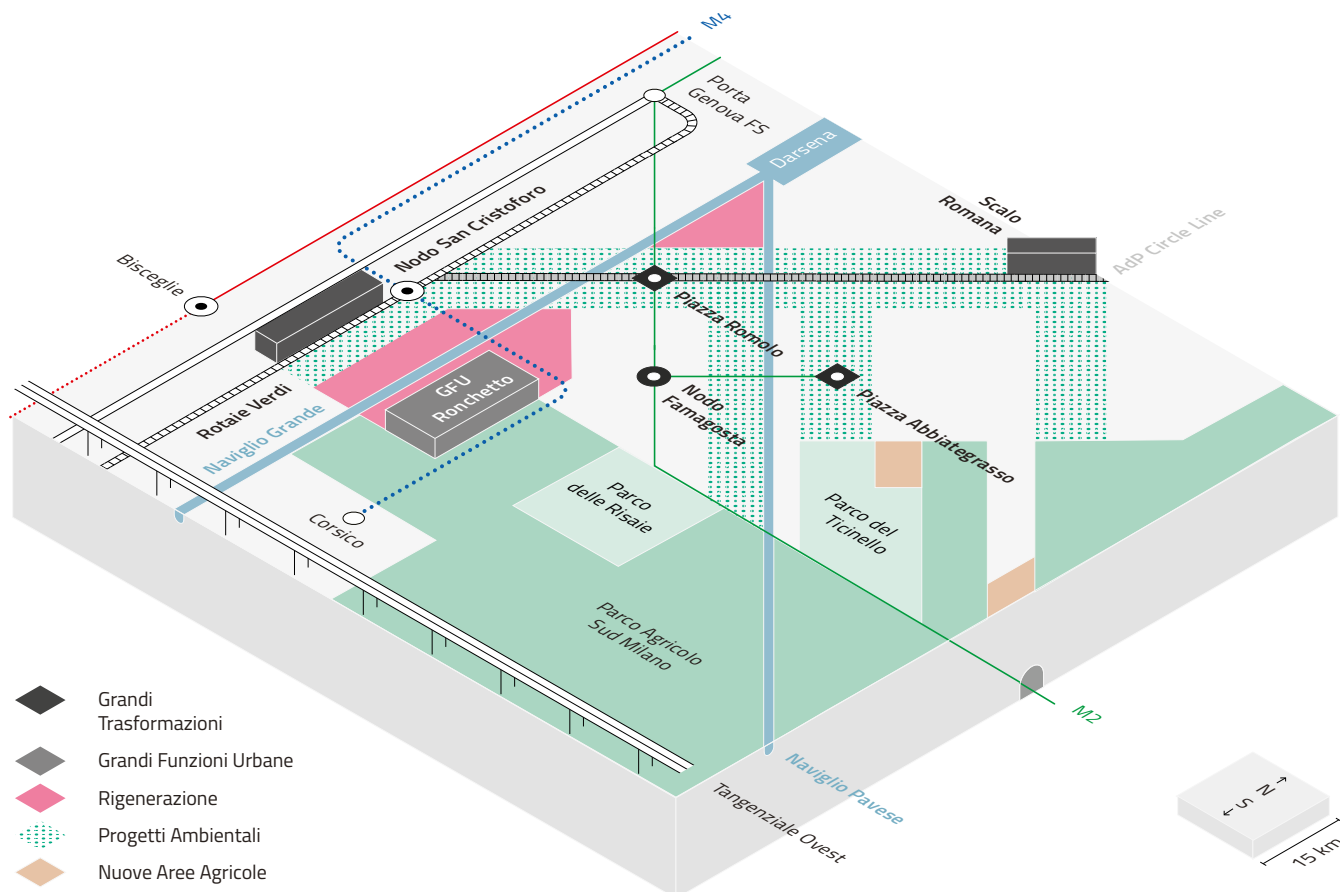 M4
Porta
Genova FS
Darsena
Nodo San Cristoforo
Scalo
Romana
AdP Circle Line
Bisceglie
Piazza Romolo
GFU
Ronchetto
Rotaie Verdi
Naviglio Grande
Nodo
Famagosta
Piazza Abbiategrasso
Corsico
Parco
delle Risaie
Parco del
Ticinello
Parco Agricolo
Sud Milano
M2
Naviglio Pavese
Tangenziale Ovest
Grandi
Trasformazioni
Grandi Funzioni Urbane
Rigenerazione
Progetti Ambientali
Nuove Aree Agricole
N
S
15 km